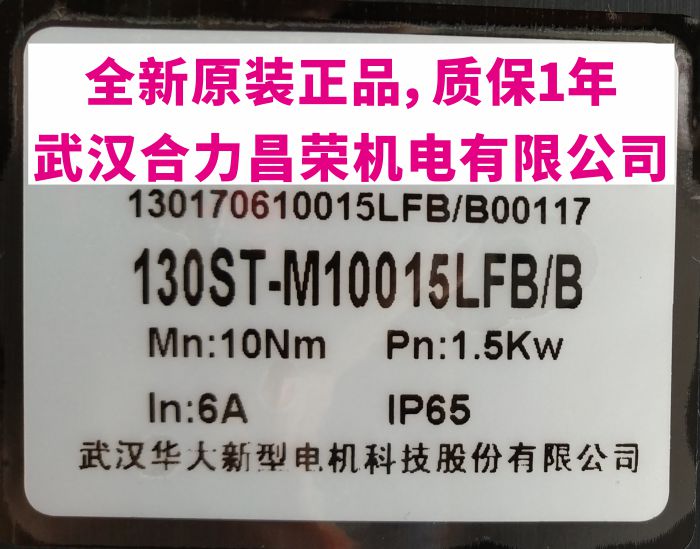 全新原装正品，质保1年
武汉合力昌荣机电有限公司
130170610015LFB/B00117
130ST-M10015LFB/B
Mn:10Nm Pn:1.5Kw
In:6A IP65
武汉华大新型电机科技股份有限公司